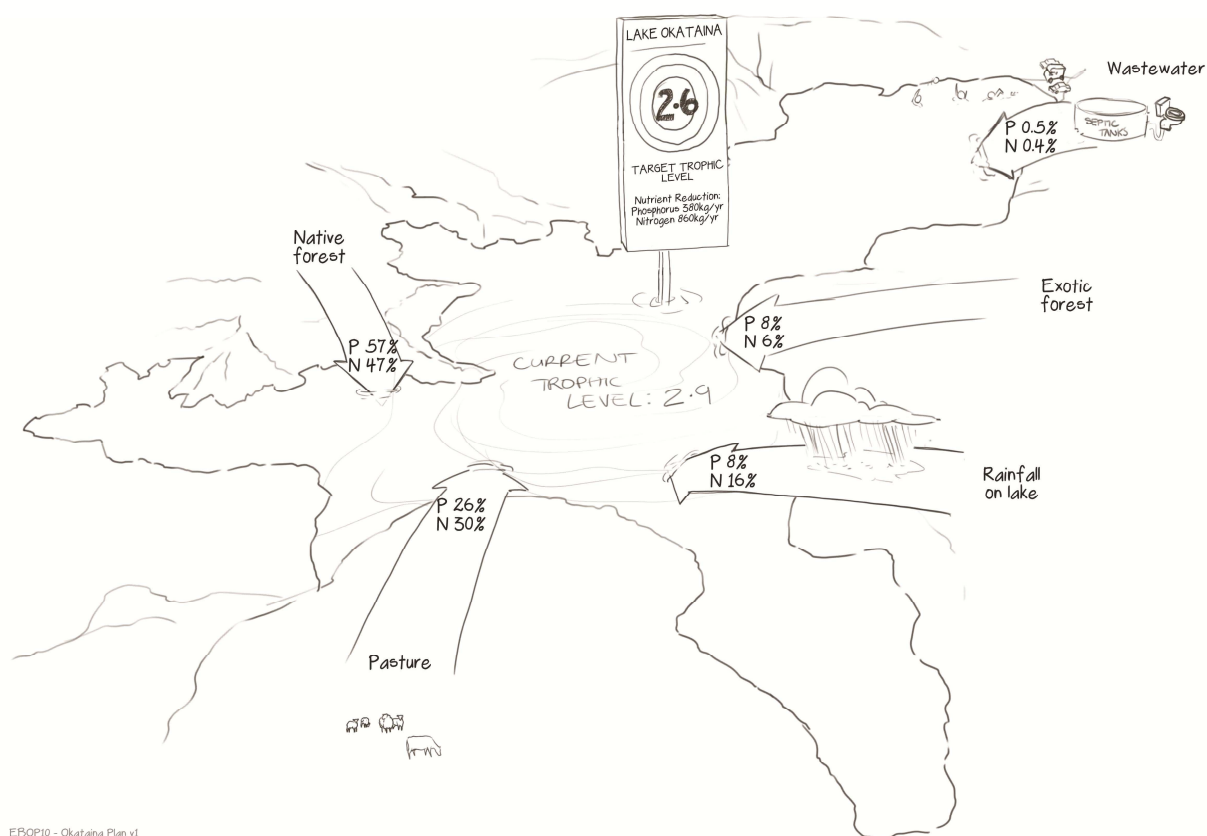 LAKE OKATAINA
2.6
TARGET TROPHIC
LEVEL
Nutrient Reduction:
Phosphorus 380kg/yr
Nitrogen 860kg/yr
Wastewater
SEPTIC
TANKS
P 0.5%
N 0.4%
Native
forest
P 57%
N 47%
Exotic
forest
P 8%
N 6%
CURRENT
TROPHIC
LEVEL: 2.9
P 8%
N 16%
Rainfall
on lake
P 26%
N 30%
Pasture
EBOP10 - Okataina Plan v1